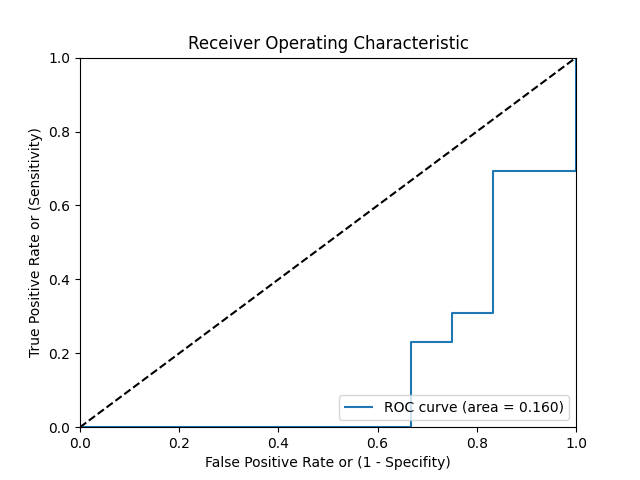 Receiver Operating Characteristic
True Positive Rate or (Sensitivity)
1.0
0.8
0.6
0.4
0.2
0.0
ROC curve (area = 0.160)
0.0 0.2 0.4 0.6 0.8 1.0
False Positive Rate or (1 - Specifity)